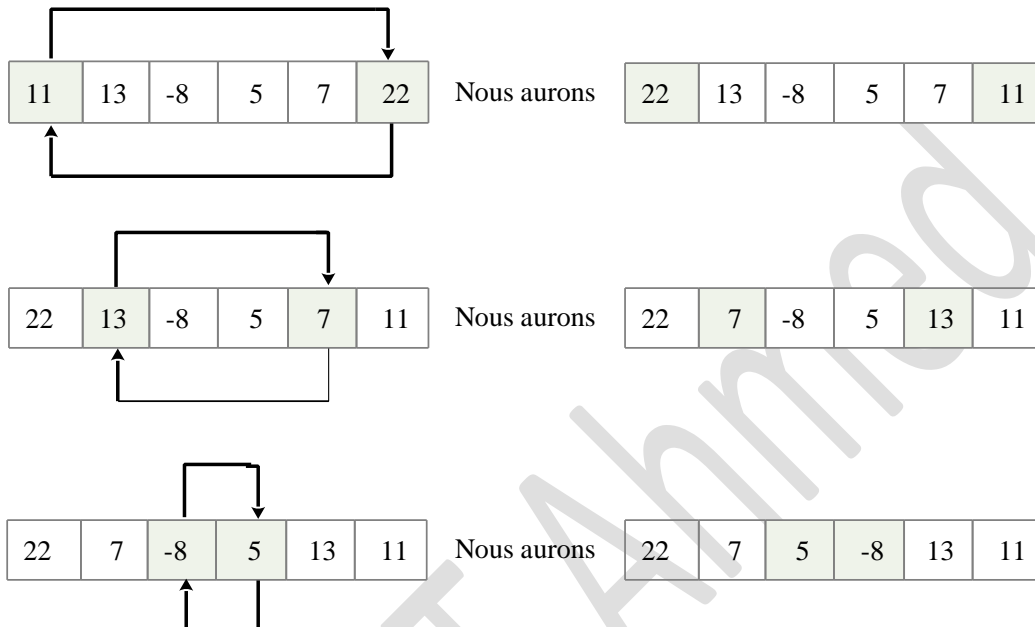 11 13 -8 5 7 22 Nous aurons 22 13 -8 5 7 11
22 13 -8 5 7 11 Nous aurons 22 7 -8 5 13 11
22 7 -8 5 13 11 Nous aurons 22 7 5 -8 13 11
Ahmed